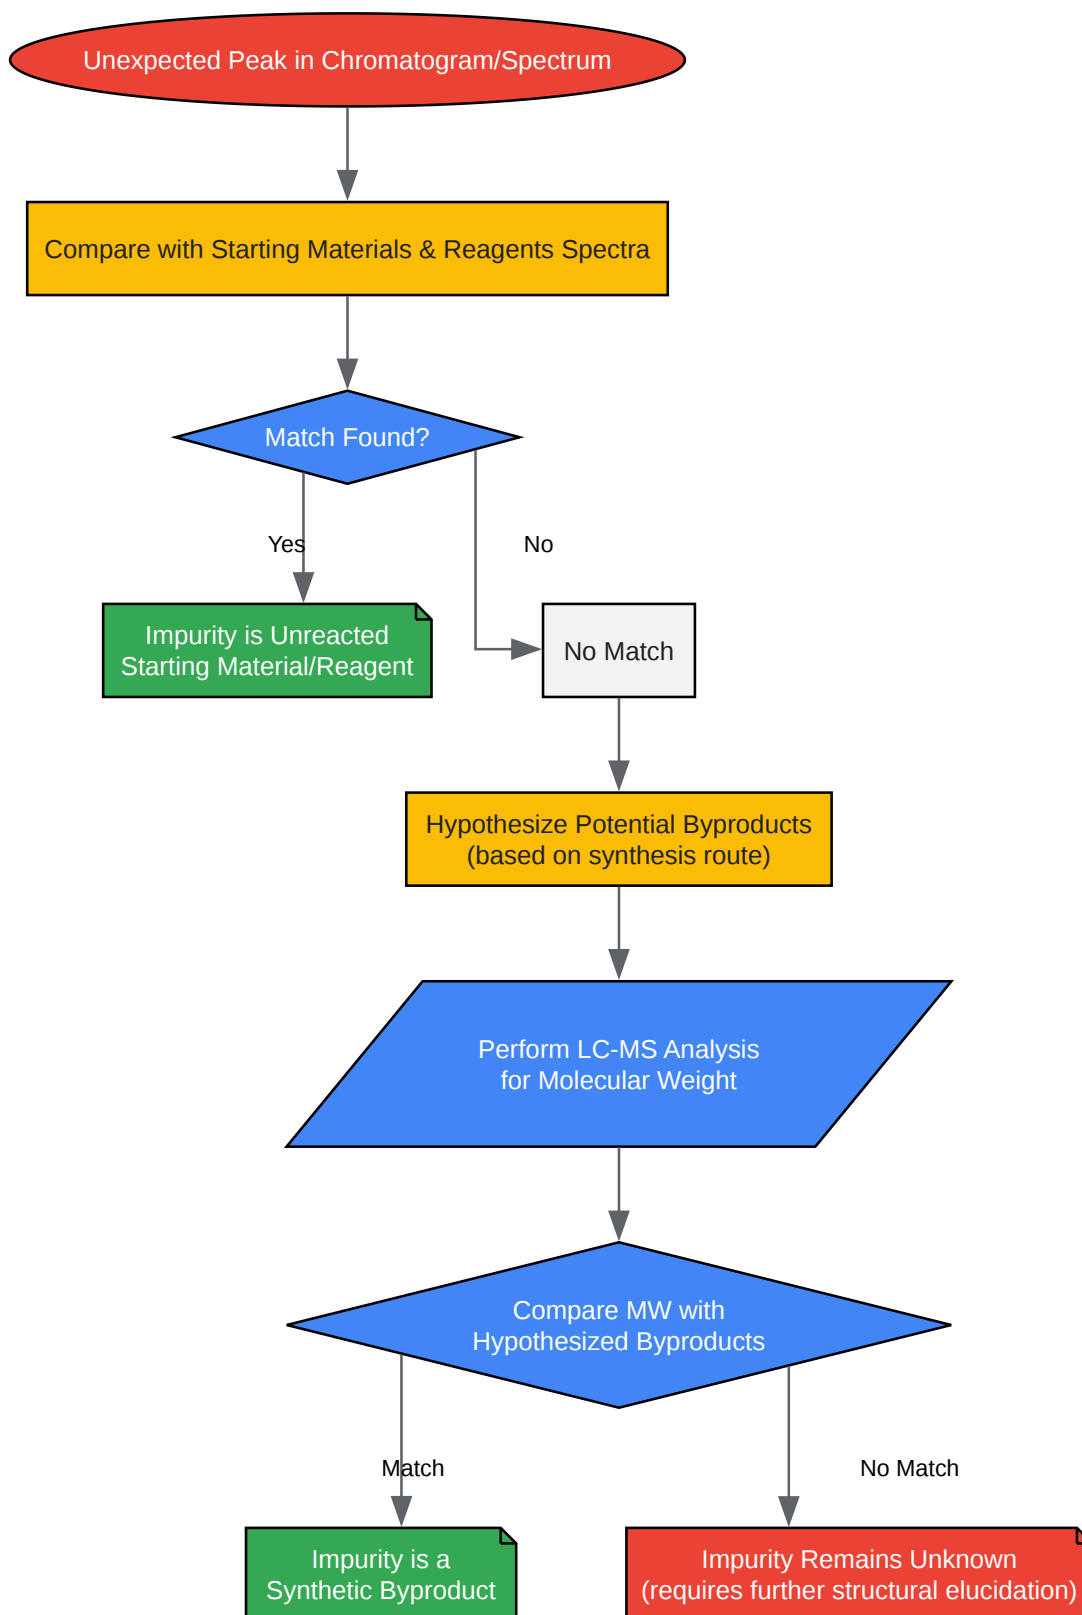 Unexpected Peak in Chromatogram/Spectrum
Compare with Starting Materials & Reagents Spectra
Match Found?
Yes
No
Impurity is Unreacted
Starting Material/Reagent
No Match
Hypothesize Potential Byproducts
(based on synthesis route)
Perform LC-MS Analysis
for Molecular Weight
Compare MW with
Hypothesized Byproducts
Match
No Match
Impurity is a
Synthetic Byproduct
Impurity Remains Unknown
(requires further structural elucidation)